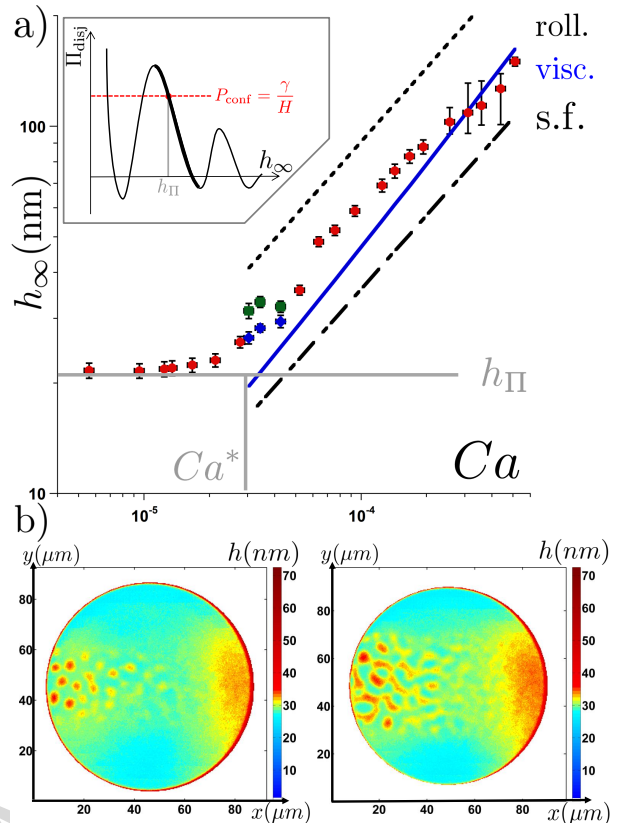 a)
Π_disj
P_conf = γ/H
h_∞
h_Π
roll.
visc.
s.f.
100
h_∞(nm)
h_Π
Ca*
Ca
10
10^-5
10^-4
b)
y(μm)
h(nm)
y(μm)
h(nm)
80
60
40
20
70
60
50
40
30
20
10
80
60
40
20
70
60
50
40
30
20
10
20
40
60
80
x(μm)
20
40
60
80
x(μm)